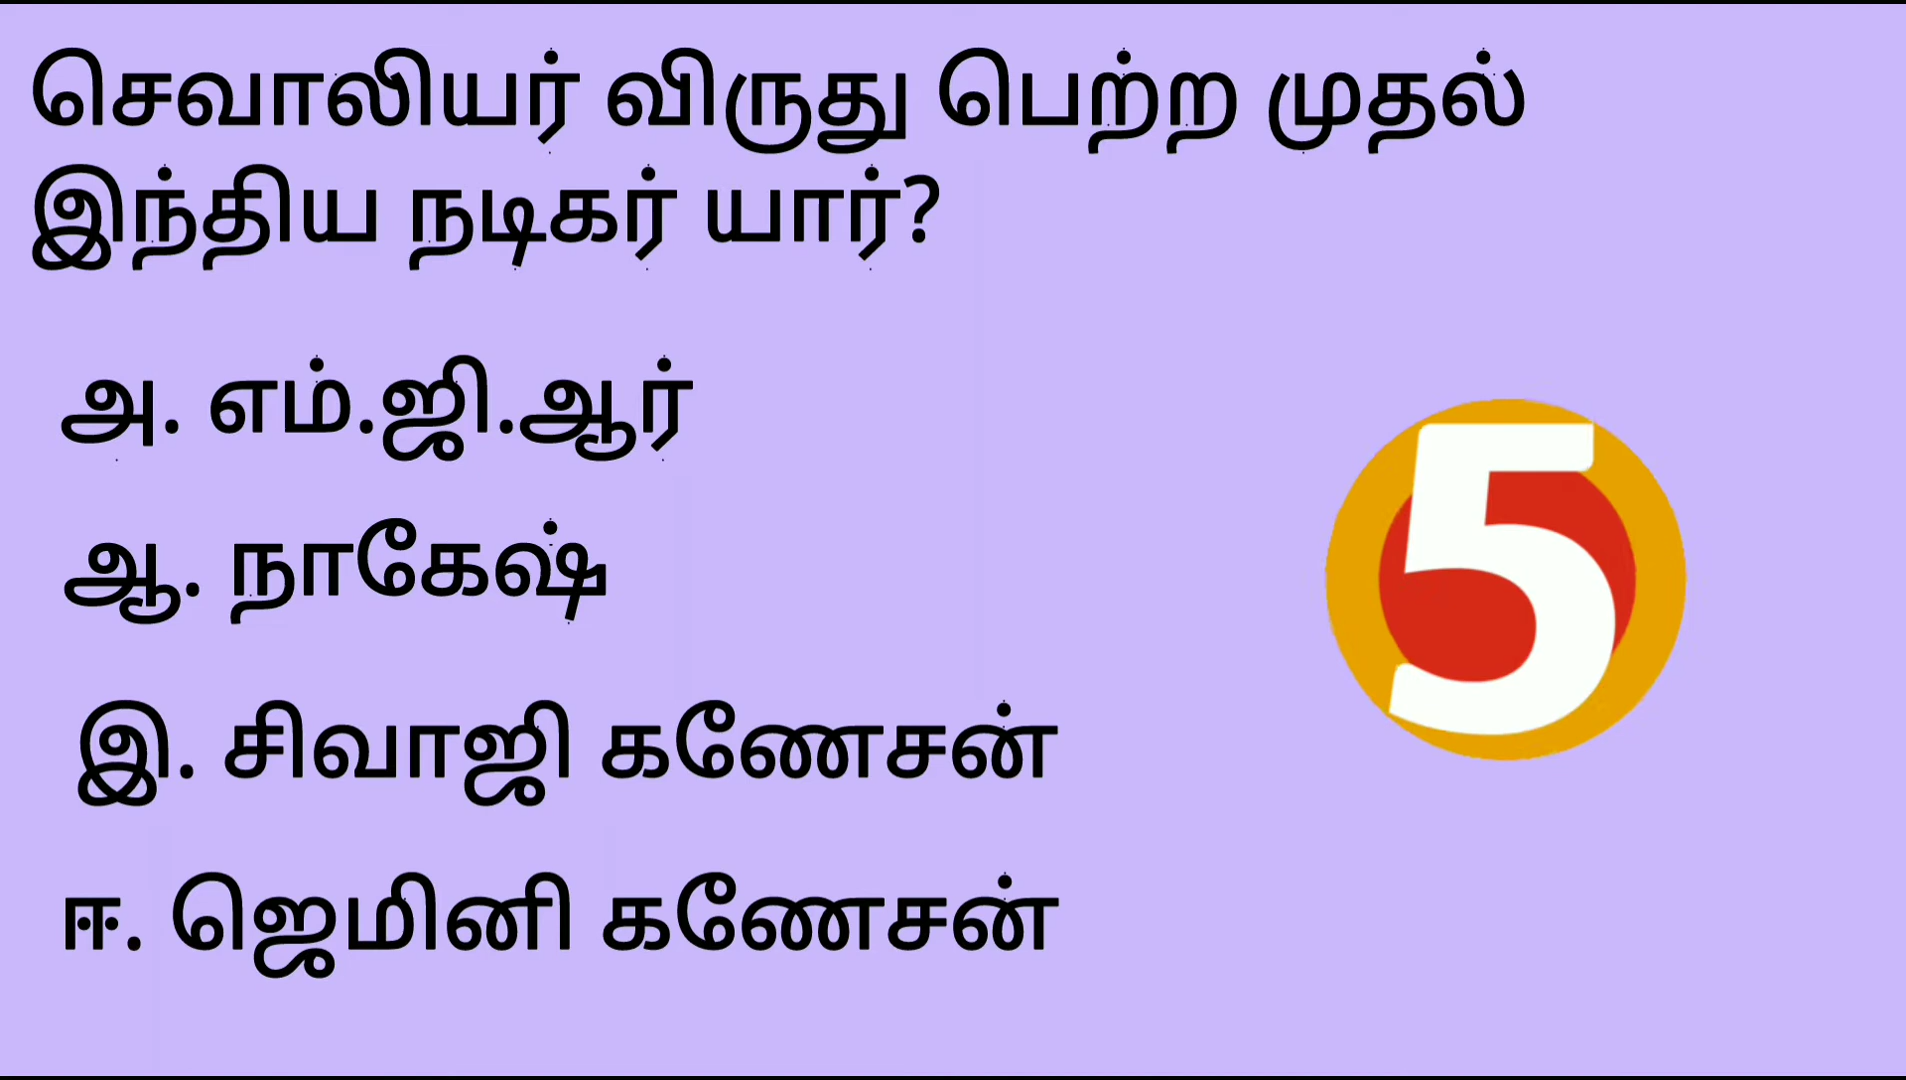 செவாலியர் விருது பெற்ற முதல்
இந்திய நடிகர் யார்?
அ. எம்.ஜி.ஆர்
5
ஆ. நாகேஷ்
இ. சிவாஜி கணேசன்
ஈ. ஜெமினி கணேசன்